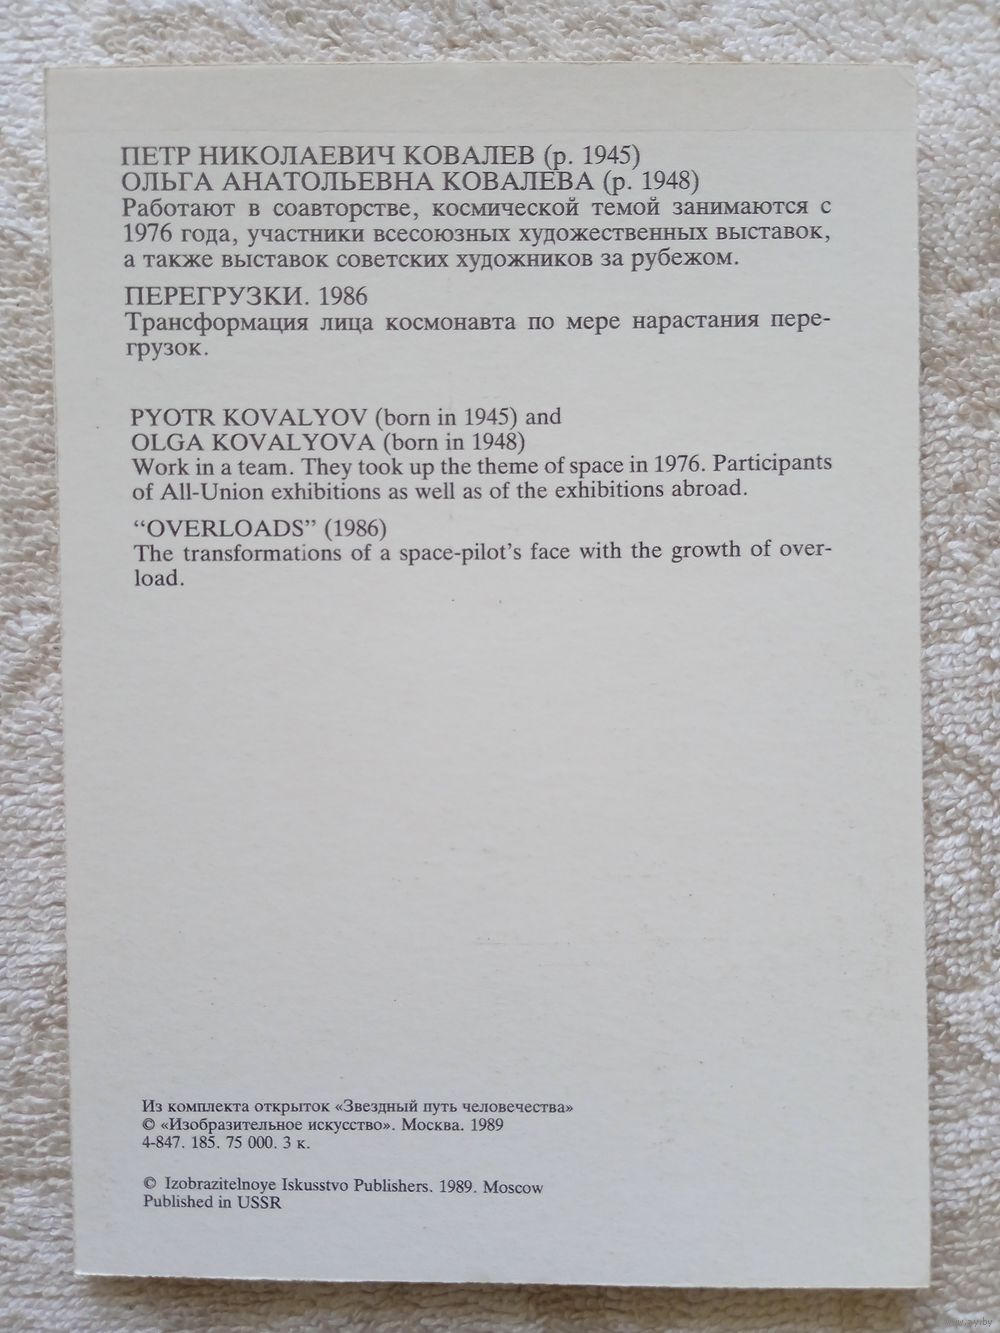 ПЕТР НИКОЛАЕВИЧ КОВАЛЕВ (р. 1945)
ОЛЬГА АНАТОЛЬЕВНА КОВАЛЕВА (р. 1948)
Работают в соавторстве, космической темой занимаются с
1976 года, участники всесоюзных художественных выставок,
а также выставок советских художников за рубежом.
ПЕРЕГРУЗКИ. 1986
Трансформация лица космонавта по мере нарастания пере-
грузок.
PYOTR KOVALYOV (born in 1945) and
OLGA KOVALYOVA (born in 1948)
Work in a team. They took up the theme of space in 1976. Participants
of All-Union exhibitions as well as of the exhibitions abroad.
“OVERLOADS” (1986)
The transformations of a space-pilot’s face with the growth of over-
load.
Из комплекта открыток «Звездный путь человечества»
© «Изобразительное искусство». Москва. 1989
4-847. 185. 75 000. 3 к.
© Izobrazitelnoye Iskusstvo Publishers. 1989. Moscow
Published in USSR